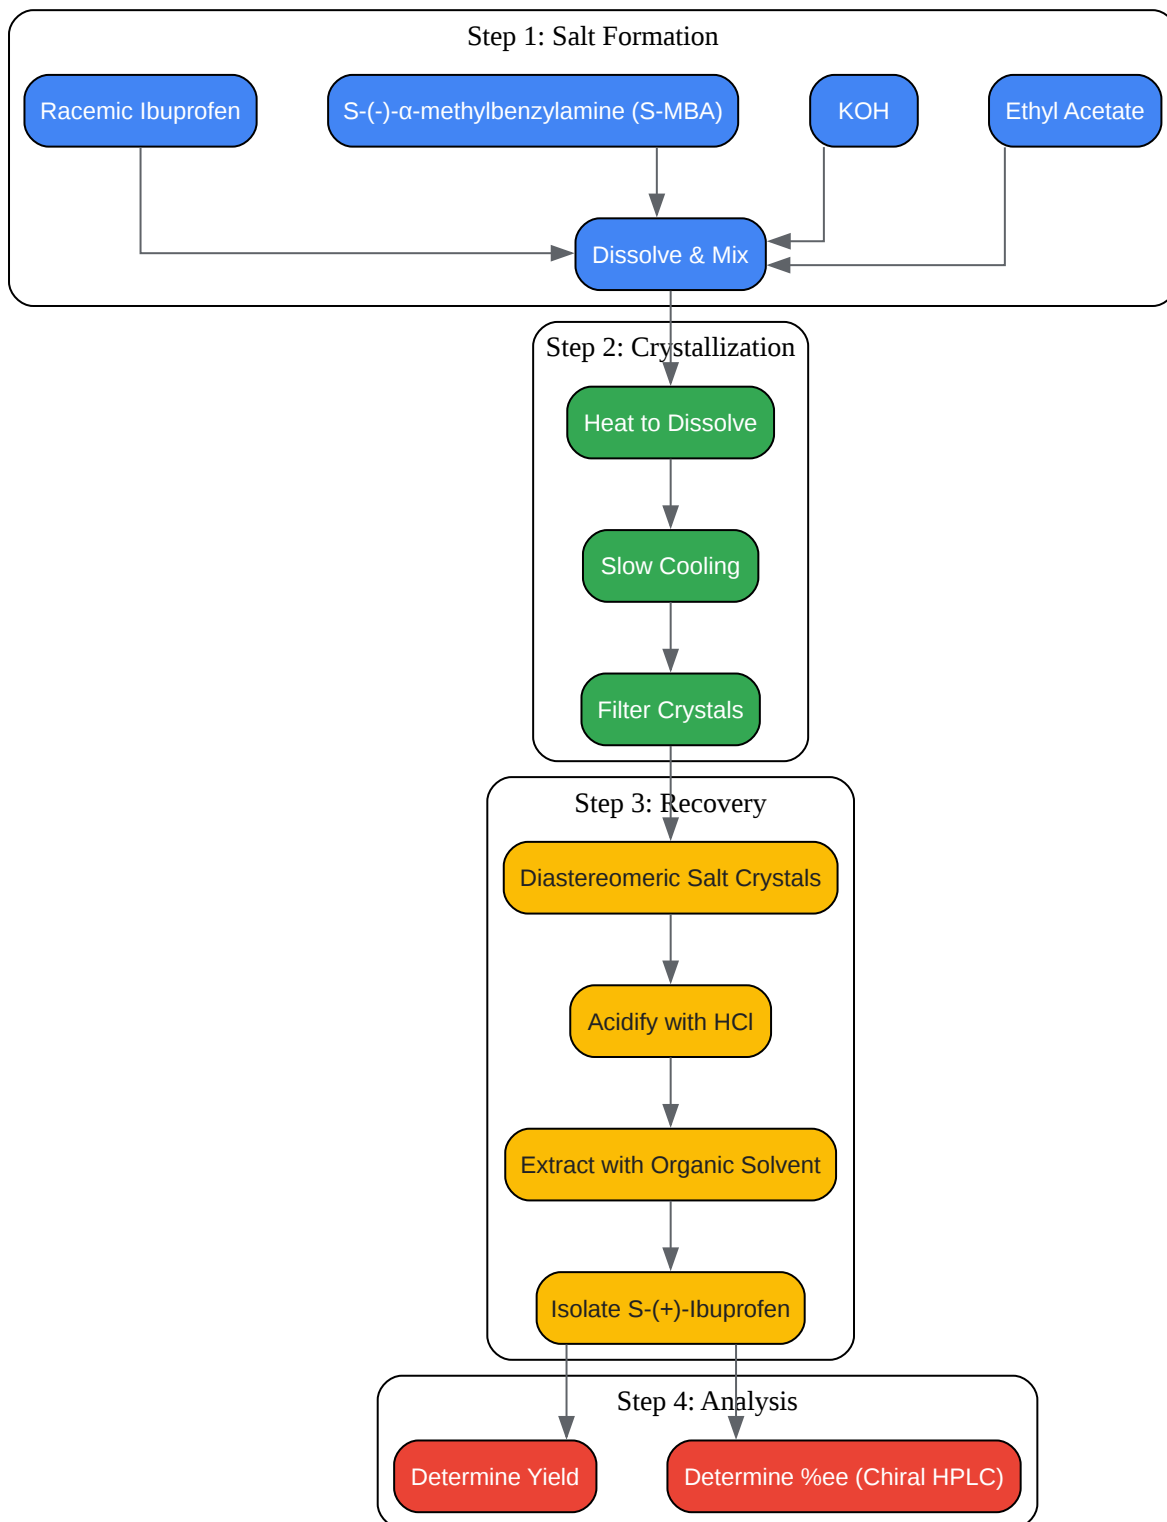 Step 1: Salt Formation
Racemic Ibuprofen
S-(-)-α-methylbenzylamine (S-MBA)
KOH
Ethyl Acetate
Dissolve & Mix
Step 2: Crystallization
Heat to Dissolve
Slow Cooling
Filter Crystals
Step 3: Recovery
Diastereomeric Salt Crystals
Acidify with HCl
Extract with Organic Solvent
Isolate S-(+)-Ibuprofen
Step 4: Analysis
Determine Yield
Determine %ee (Chiral HPLC)